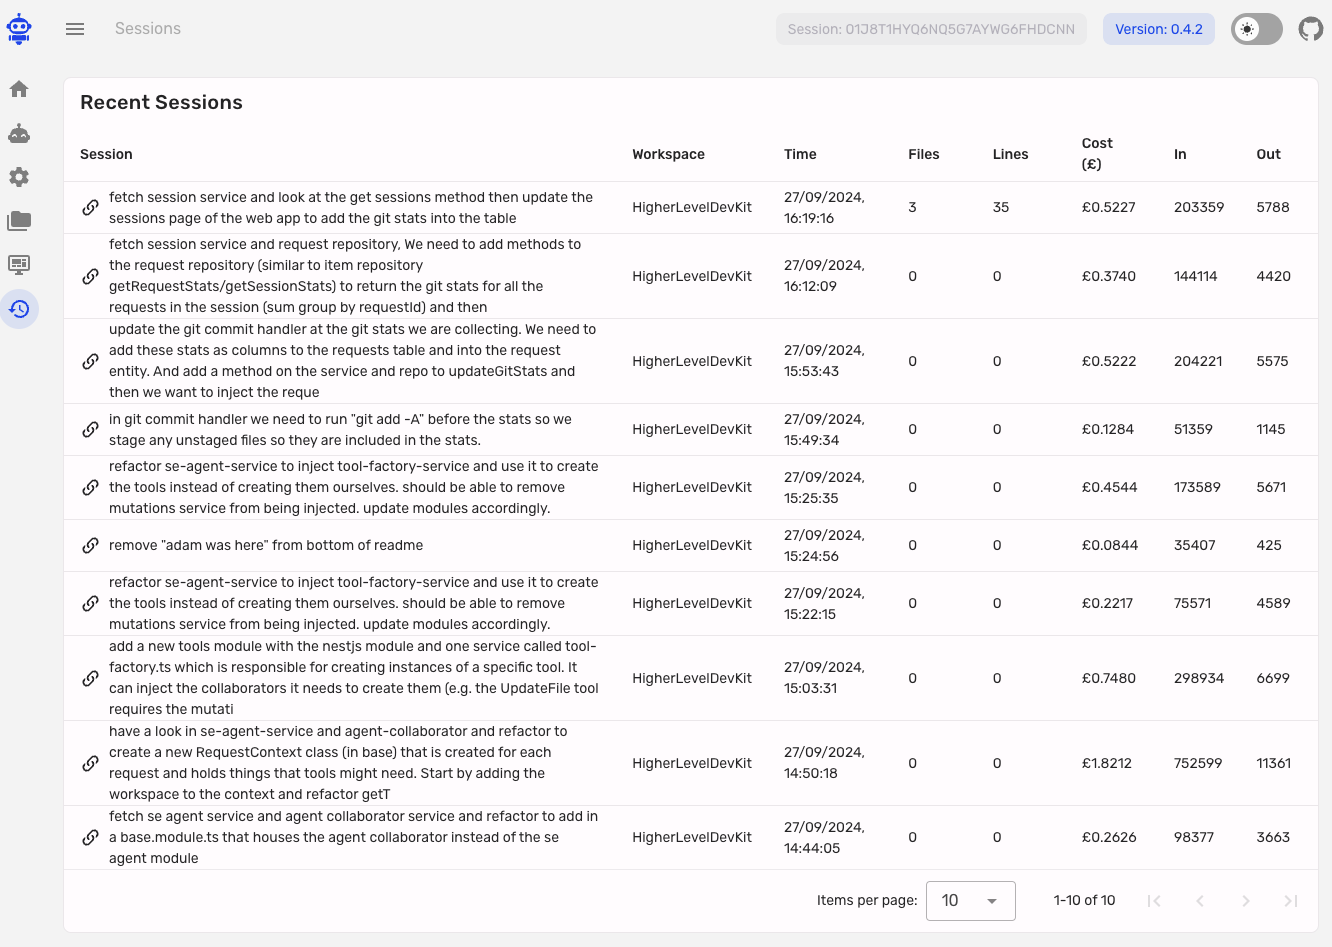 Sessions
Session: 01J8T1HYQ6NQ5G7AYWG6FHDCNN
Version: 0.4.2
Recent Sessions
Session Workspace Time Files Lines Cost (£) In Out
fetch session service and look at the get sessions method then update the
sessions page of the web app to add the git stats into the table
HigherLevelDevKit
27/09/2024,
16:19:16
3 35 £0.5227 203359 5788
fetch session service and request repository, We need to add methods to
the request repository (similar to item repository
getRequestStats/getSessionStats) to return the git stats for all the
requests in the session (sum group by requestId) and then
HigherLevelDevKit
27/09/2024,
16:12:09
0 0 £0.3740 144114 4420
update the git commit handler at the git stats we are collecting. We need to
add these stats as columns to the requests table and into the request
entity. And add a method on the service and repo to updateGitStats and
then we want to inject the reque
HigherLevelDevKit
27/09/2024,
15:53:43
0 0 £0.5222 204221 5575
in git commit handler we need to run "git add -A" before the stats so we
stage any unstaged files so they are included in the stats.
HigherLevelDevKit
27/09/2024,
15:49:34
0 0 £0.1284 51359 1145
refactor se-agent-service to inject tool-factory-service and use it to create
the tools instead of creating them ourselves. should be able to remove
mutations service from being injected. update modules accordingly.
HigherLevelDevKit
27/09/2024,
15:25:35
0 0 £0.4544 173589 5671
remove "adam was here" from bottom of readme
HigherLevelDevKit
27/09/2024,
15:24:56
0 0 £0.0844 35407 425
refactor se-agent-service to inject tool-factory-service and use it to create
the tools instead of creating them ourselves. should be able to remove
mutations service from being injected. update modules accordingly.
HigherLevelDevKit
27/09/2024,
15:22:15
0 0 £0.2217 75571 4589
add a new tools module with the nestjs module and one service called tool-
factory.ts which is responsible for creating instances of a specific tool. It
can inject the collaborators it needs to create them (e.g. the UpdateFile tool
requires the mutati
HigherLevelDevKit
27/09/2024,
15:03:31
0 0 £0.7480 298934 6699
have a look in se-agent-service and agent-collaborator and refactor to
create a new RequestContext class (in base) that is created for each
request and holds things that tools might need. Start by adding the
workspace to the context and refactor getT
HigherLevelDevKit
27/09/2024,
14:50:18
0 0 £1.8212 752599 11361
fetch se agent service and agent collaborator service and refactor to add in
a base.module.ts that houses the agent collaborator instead of the se
agent module
HigherLevelDevKit
27/09/2024,
14:44:05
0 0 £0.2626 98377 3663
Items per page: 10 1-10 of 10